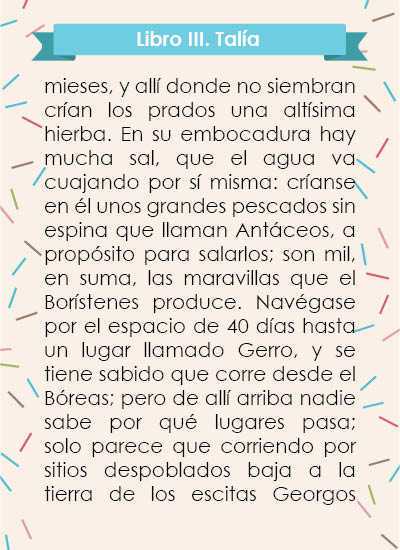 Libro III. Talía
mieses, y allí donde no siembran
crían los prados una altísima
hierba. En su embocadura hay
mucha sal, que el agua va
cuajando por sí misma: críanse
en él unos grandes pescados sin
espina que llaman Antáceos, a
propósito para salarlos; son mil,
en suma, las maravillas que el
Borístenes produce. Navégase
por el espacio de 40 días hasta
un lugar llamado Gerro, y se
tiene sabido que corre desde el
Bóreas; pero de allí arriba nadie
sabe por qué lugares pasa;
solo parece que corriendo por
sitios despoblados baja a la
tierra de los escitas Georgos